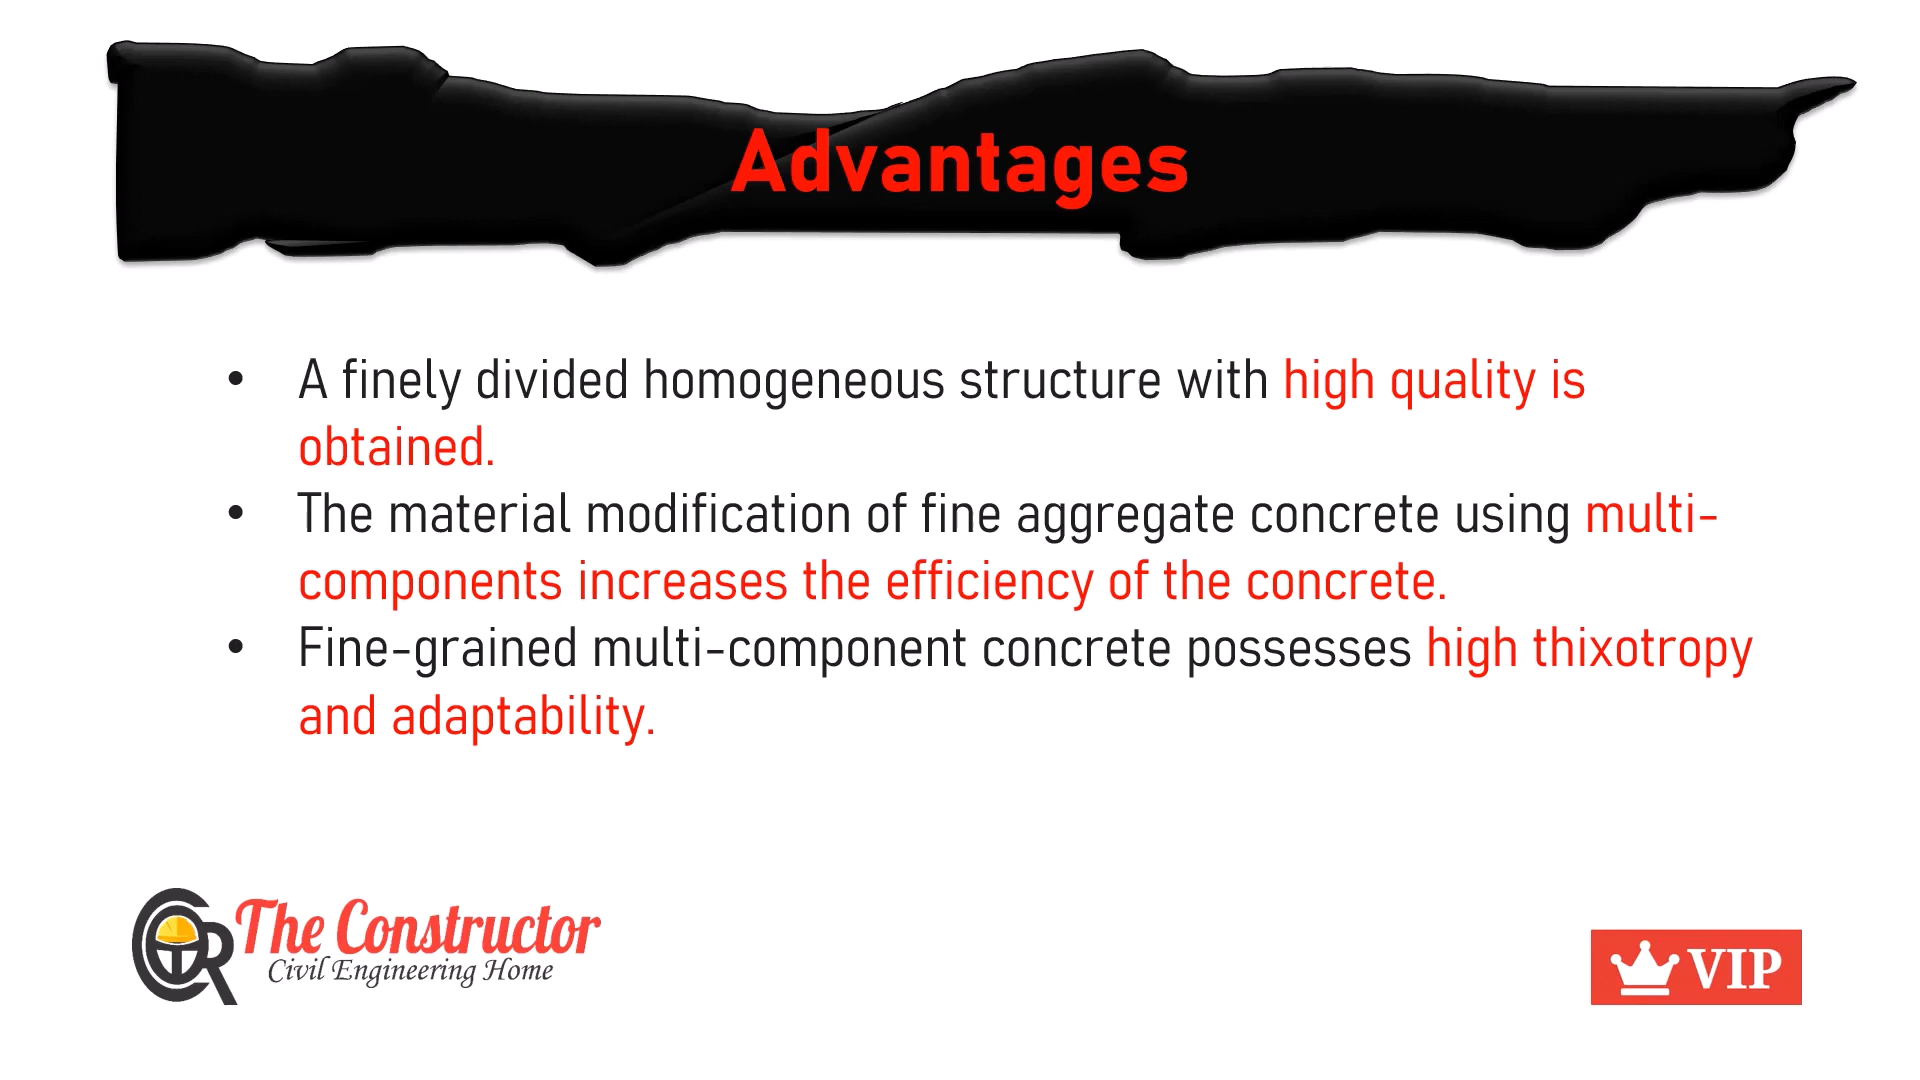 Advantages
• A finely divided homogeneous structure with high quality is
obtained.
• The material modification of fine aggregate concrete using multi-
components increases the efficiency of the concrete.
• Fine-grained multi-component concrete possesses high thixotropy
and adaptability.
The Constructor
Civil Engineering Home
VIP